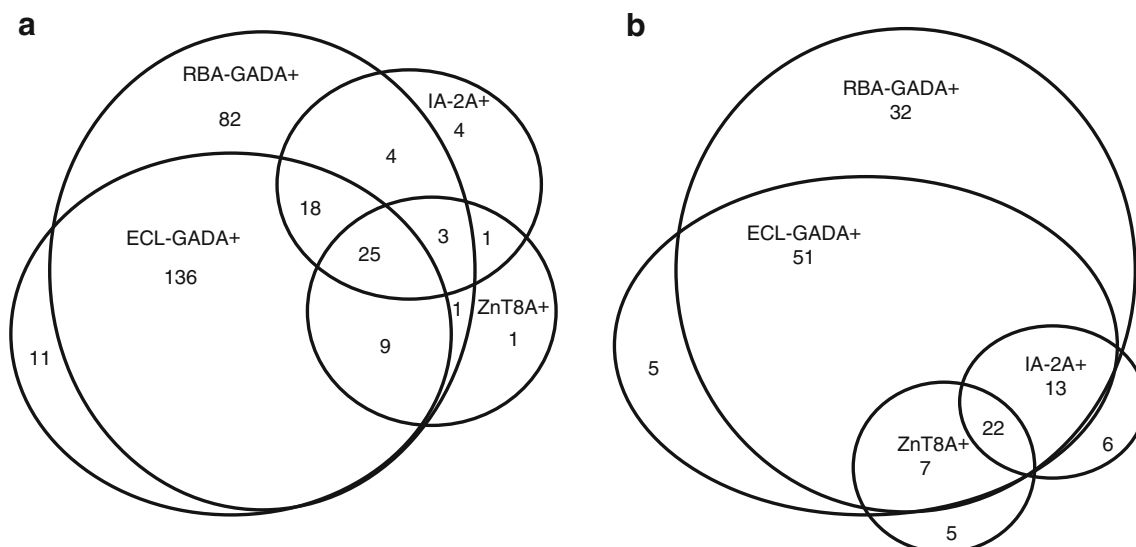 a
RBA-GADA+
82
IA-2A+
4
4
18
3
1
ECL-GADA+
136
25
1
ZnT8A+
1
9
11
b
RBA-GADA+
32
ECL-GADA+
51
5
IA-2A+
13
22
ZnT8A+
7
6
5